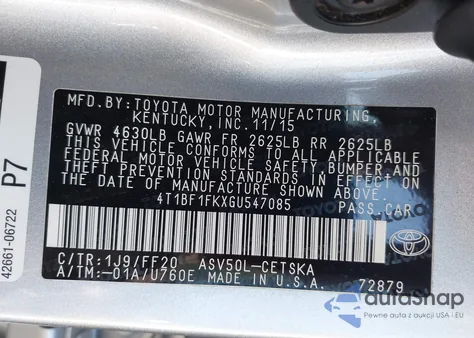 MFD.BY:TOYOTA MOTOR MANUFACTURING,
KENTUCKY, INC. 11/15
GVWR 4630LB GAWR FR 2625LB RR 2625LB
THIS VEHICLE CONFORMS TO ALL APPLICABLE
FEDERAL MOTOR VEHICLE SAFETY, BUMPER, AND
THEFT PREVENTION STANDARDS IN EFFECT ON
THE DATE OF MANUFACTURE SHOWN ABOVE.
4T1BF1FKXGU547085 PASS.CAR
C/TR:1J9/FF20 ASV50L-CETSKA
A/TM:-01A/U760E MADE IN U.S.A. 72879
TOYOTA
42661-06722 P7
autaShop
Pewne auta z aukcji USA i EU